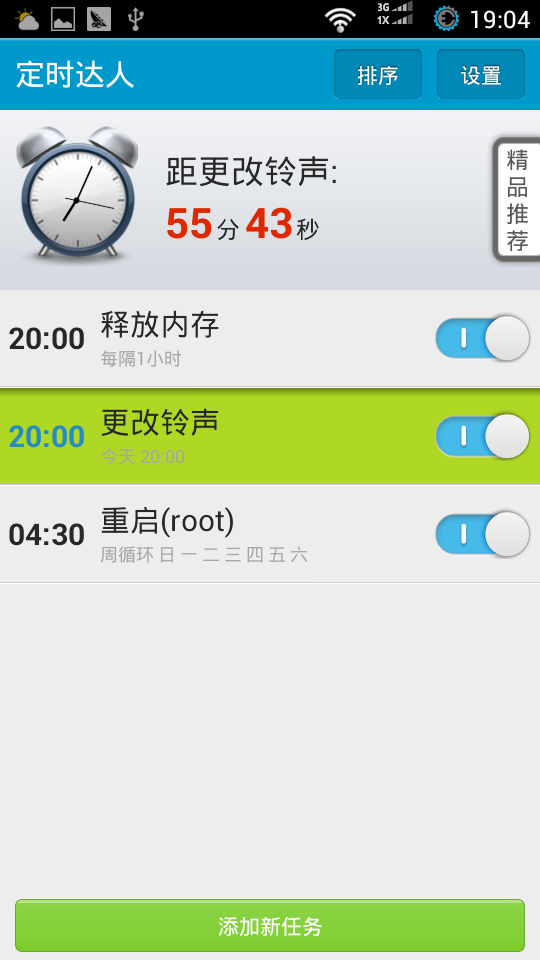 3G
1X
19:04
定时达人
排序
设置
距更改铃声:
55分43秒
精品推荐
20:00
释放内存
每隔1小时
20:00
更改铃声
今天 20:00
04:30
重启(root)
周循环 日 一 二 三 四 五 六
添加新任务